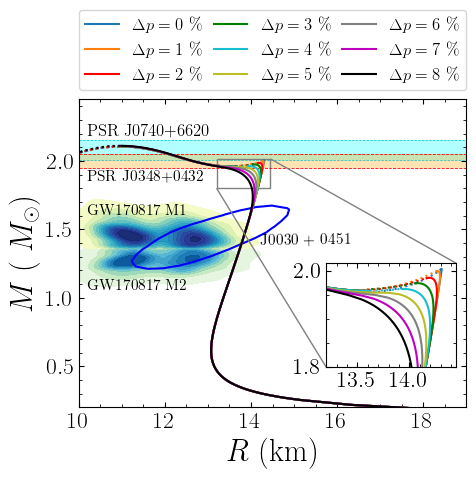 Δp = 0 % Δp = 3 % Δp = 6 %
Δp = 1 % Δp = 4 % Δp = 7 %
Δp = 2 % Δp = 5 % Δp = 8 %
PSR J0740+6620
2.0
PSR J0348+0432
GW170817 M1
1.5
J0030 + 0451
GW170817 M2
1.0
0.5
M ( M⊙)
2.0
1.8
13.5 14.0
10 12 14 16 18
R (km)